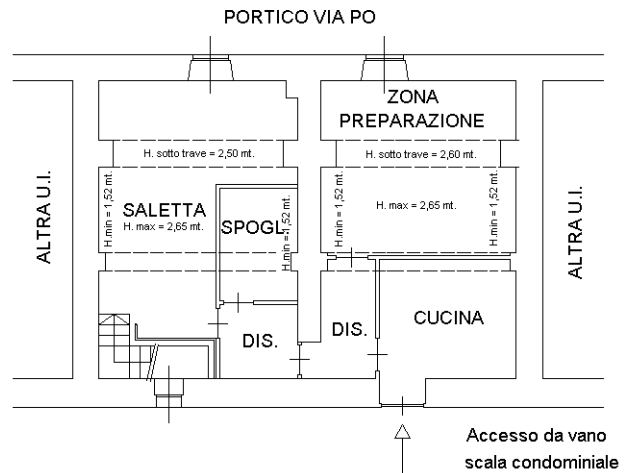 PORTICO VIA PO
ZONA
PREPARAZIONE
H. sotto trave = 2,50 mt.
H. sotto trave = 2,60 mt.
ALTRA U.I.
H.min = 1,52 mt.
SALETTA
H. max = 2,65 mt.
SPOGL.
H.min = 1,52 mt.
H.min = 1,52 mt.
H. max = 2,65 mt.
H.min = 1,52 mt.
ALTRA U.I.
DIS.
DIS.
CUCINA
Accesso da vano
scala condominiale